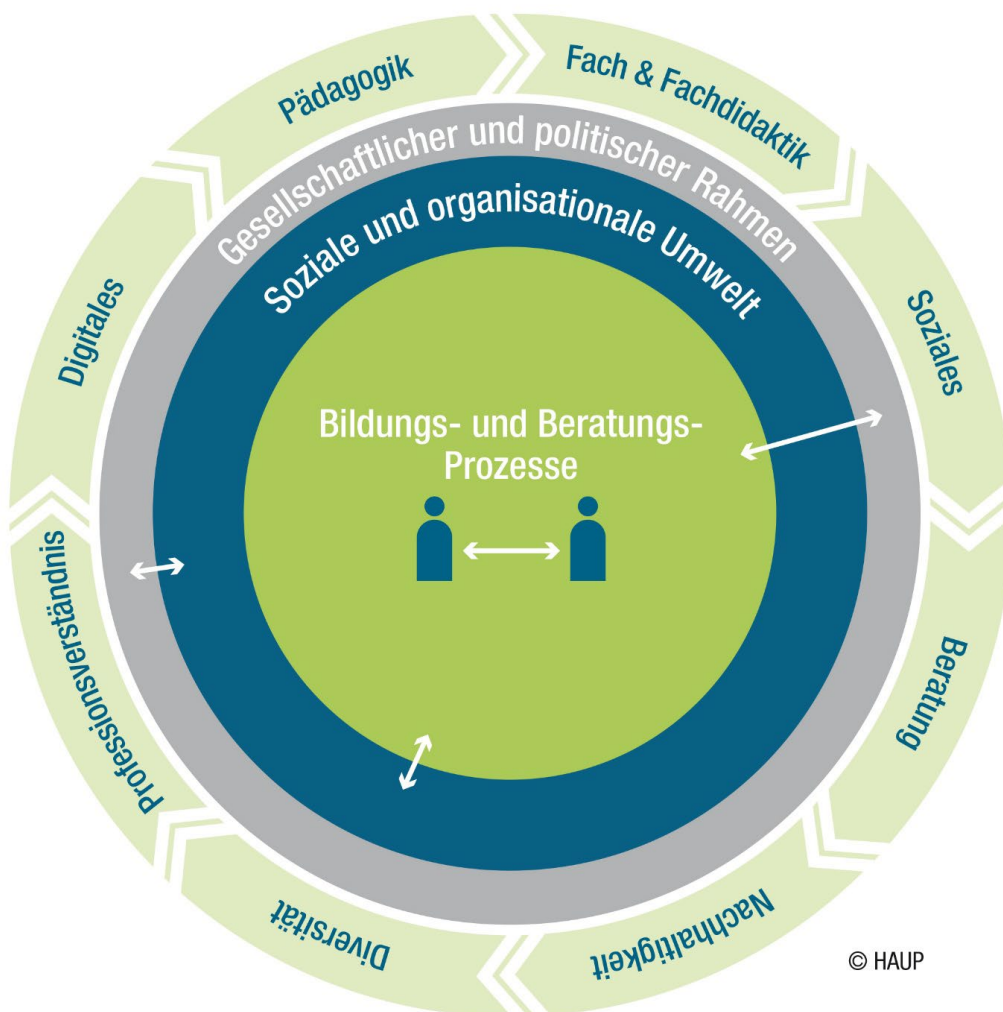 Pädagogik
Fach & Fachdidaktik
Soziales
Beratung
Nachhaltigkeit
Diversität
Professionsverständnis
Digitales
Gesellschaftlicher und politischer Rahmen
Soziale und organisationale Umwelt
Bildungs- und Beratungs-
Prozesse
© HAUP